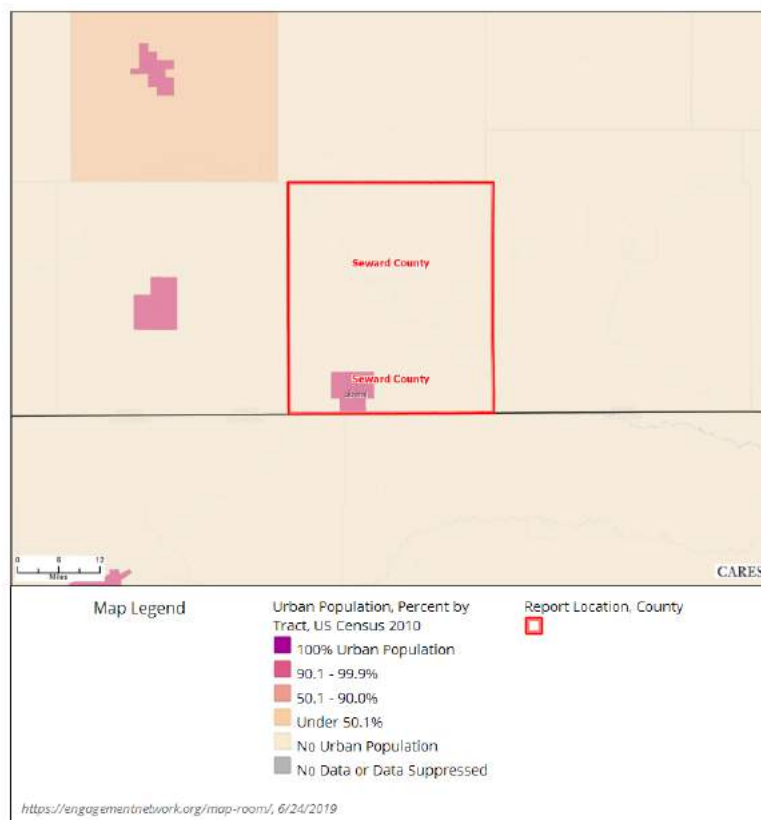 Seward County
Seward County
0 6 12
Miles
CARES
Map Legend
Urban Population, Percent by
Tract, US Census 2010
100% Urban Population
90.1 - 99.9%
50.1 - 90.0%
Under 50.1%
No Urban Population
No Data or Data Suppressed
Report Location, County
https://engagementnetwork.org/map-room/, 6/24/2019